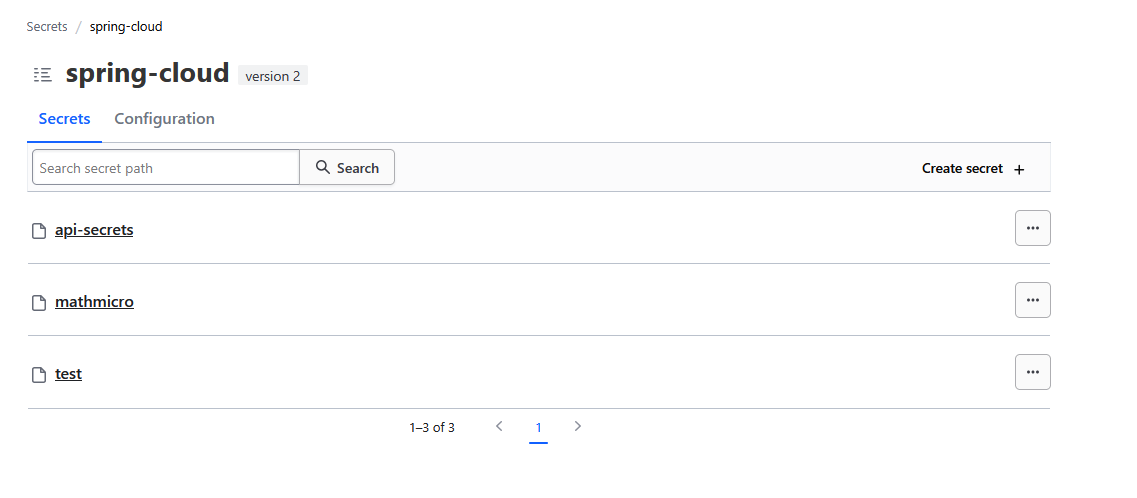 Secrets / spring-cloud
spring-cloud version 2
Secrets Configuration
Search secret path Search Create secret +
api-secrets
mathmicro
test
1–3 of 3 1